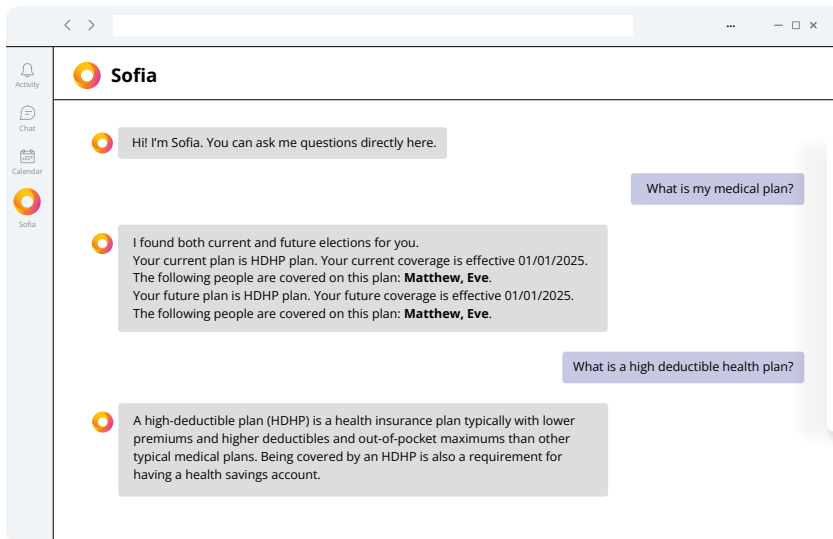 ...
Activity
Chat
Calendar
Sofia
Sofia
Hi! I'm Sofia. You can ask me questions directly here.
What is my medical plan?
I found both current and future elections for you.
Your current plan is HDHP plan. Your current coverage is effective 01/01/2025.
The following people are covered on this plan: Matthew, Eve.
Your future plan is HDHP plan. Your future coverage is effective 01/01/2025.
The following people are covered on this plan: Matthew, Eve.
What is a high deductible health plan?
A high-deductible plan (HDHP) is a health insurance plan typically with lower
premiums and higher deductibles and out-of-pocket maximums than other
typical medical plans. Being covered by an HDHP is also a requirement for
having a health savings account.